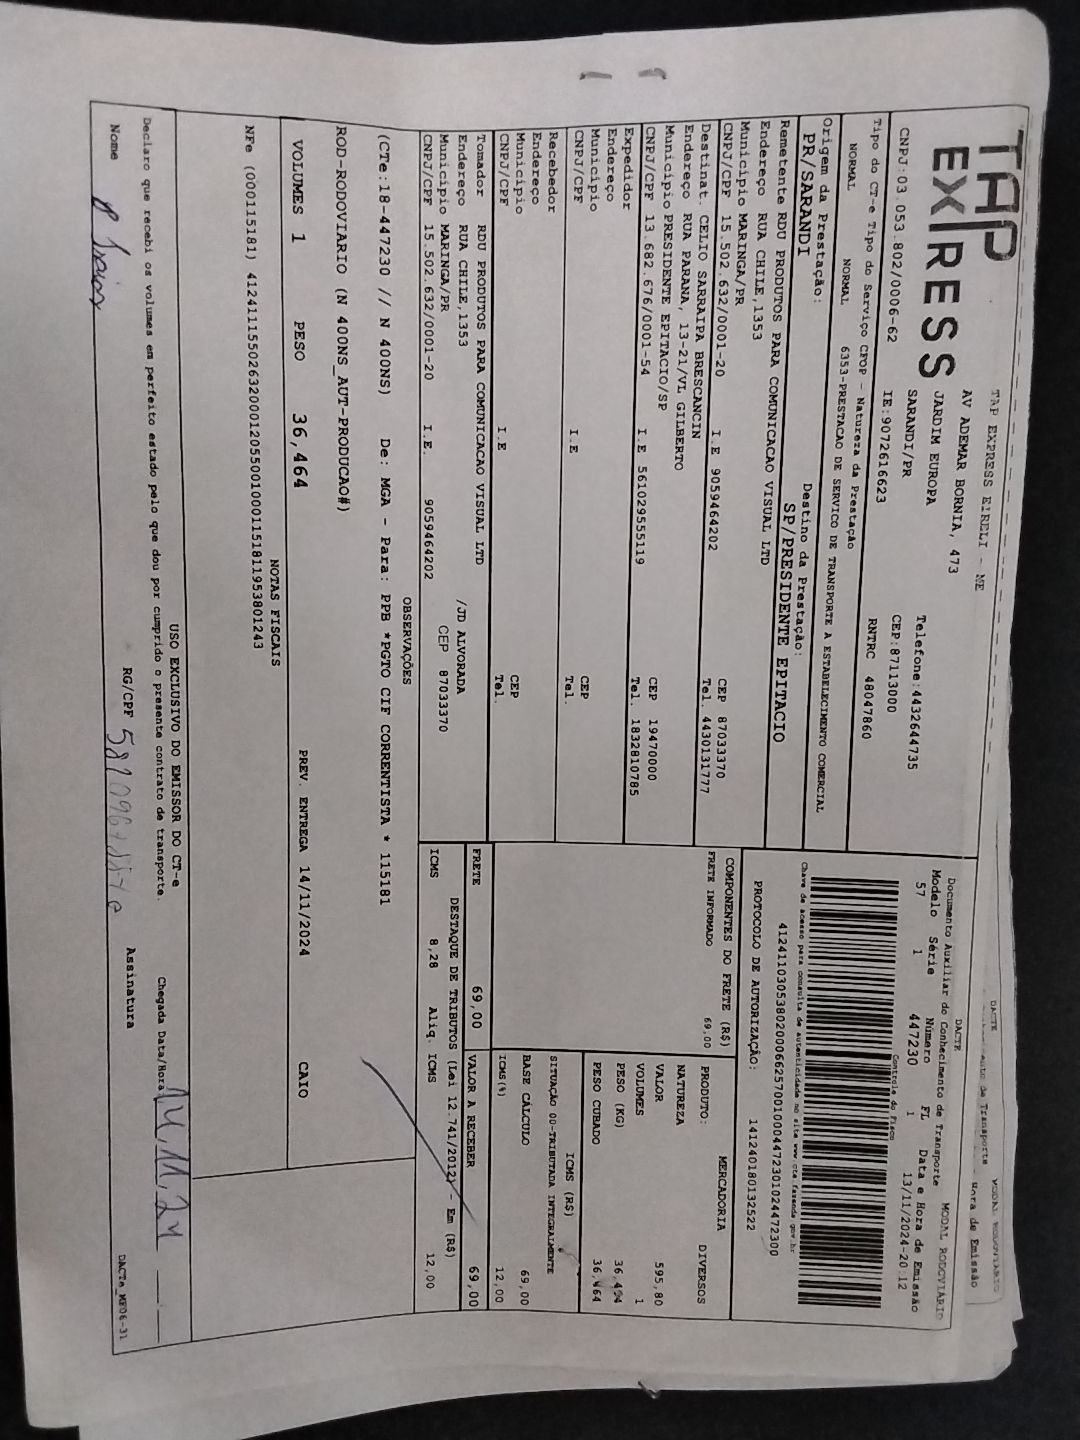 TAP EXPRESS EIRELI - ME
TAP EXPRESS
AV ADEMAR BORNIA, 473
JARDIM EUROPA
SARANDI/PR
Telefone:4432644735
CEP:87113000
CNPJ:03.053.802/0006-62 IE:9072616623 RNTRC 48047860
DACTE
MODAL RODOVIARIO
Hora de Emissão
DACTE
Documento Auxiliar do Conhecimento de Transporte MODAL RODOVIARIO
Modelo Série Número FL Data e Hora de Emissão
57 1 447230 1 13/11/2024-20:12
Controle do Fisco
Tipo do CT-e Tipo do Serviço CFOP - Natureza da Prestação
NORMAL NORMAL 6353-PRESTACAO DE SERVICO DE TRANSPORTE A ESTABELECIMENTO COMERCIAL
Chave de acesso para consulta de autenticidade no site www.cte.fazenda.gov.br
41241103053802000662570010004472301024472300
PROTOCOLO DE AUTORIZAÇÃO: 141240180132522
Origem da Prestação: Destino da Prestação:
PR/SARANDI SP/PRESIDENTE EPITACIO
Remetente RDU PRODUTOS PARA COMUNICACAO VISUAL LTD
Endereço RUA CHILE,1353
Município MARINGA/PR CEP 87033370
CNPJ/CPF 15.502.632/0001-20 I.E 9059464202 Tel. 4430131777
Destinat. CELIO SARRAIPA BRESCANCIN
Endereço RUA PARANA, 13-21/VL GILBERTO
Município PRESIDENTE EPITACIO/SP CEP 19470000
CNPJ/CPF 13.682.676/0001-54 I.E 561029555119 Tel. 1832810785
Expedidor
Endereço
Município CEP
CNPJ/CPF I.E Tel.
Recebedor
Endereço
Município CEP
CNPJ/CPF I.E Tel.
Tomador RDU PRODUTOS PARA COMUNICACAO VISUAL LTD
Endereço RUA CHILE,1353 /JD ALVORADA
Município MARINGA/PR CEP 87033370
CNPJ/CPF 15.502.632/0001-20 I.E. 9059464202
COMPONENTES DO FRETE (R$)
FRETE INFORMADO 69,00
PRODUTO: MERCADORIA
NATUREZA DIVERSOS
VALOR 595,80
VOLUMES 1
PESO (KG) 36,464
PESO CUBADO 36,464
ICMS (R$)
SITUAÇÃO 00-TRIBUTADA INTEGRALMENTE
BASE CÁLCULO 69,00
ICMS(%) 12,00
FRETE 69,00 VALOR A RECEBER 69,00
DESTAQUE DE TRIBUTOS (Lei 12.741/2012) - Em (R$)
ICMS 8,28 Aliq. ICMS 12,00
OBSERVAÇÕES
(CTe:18-447230 // N 400NS) De: MGA - Para: PPB *PGTO CIF CORRENTISTA * 115181
ROD-RODOVIARIO (N 400NS_AUT-PRODUCAO#)
VOLUMES 1 PESO 36,464 PREV. ENTREGA 14/11/2024 CAIO
NOTAS FISCAIS
NFe (000115181) 41241115502632000120550010001151811953801243
USO EXCLUSIVO DO EMISSOR DO CT-e
Declaro que recebi os volumes em perfeito estado pelo que dou por cumprido o presente contrato de transporte. Chegada Data/Hora 14/11/24
Nome RG/CPF Assinatura
DACTe_MF06-31